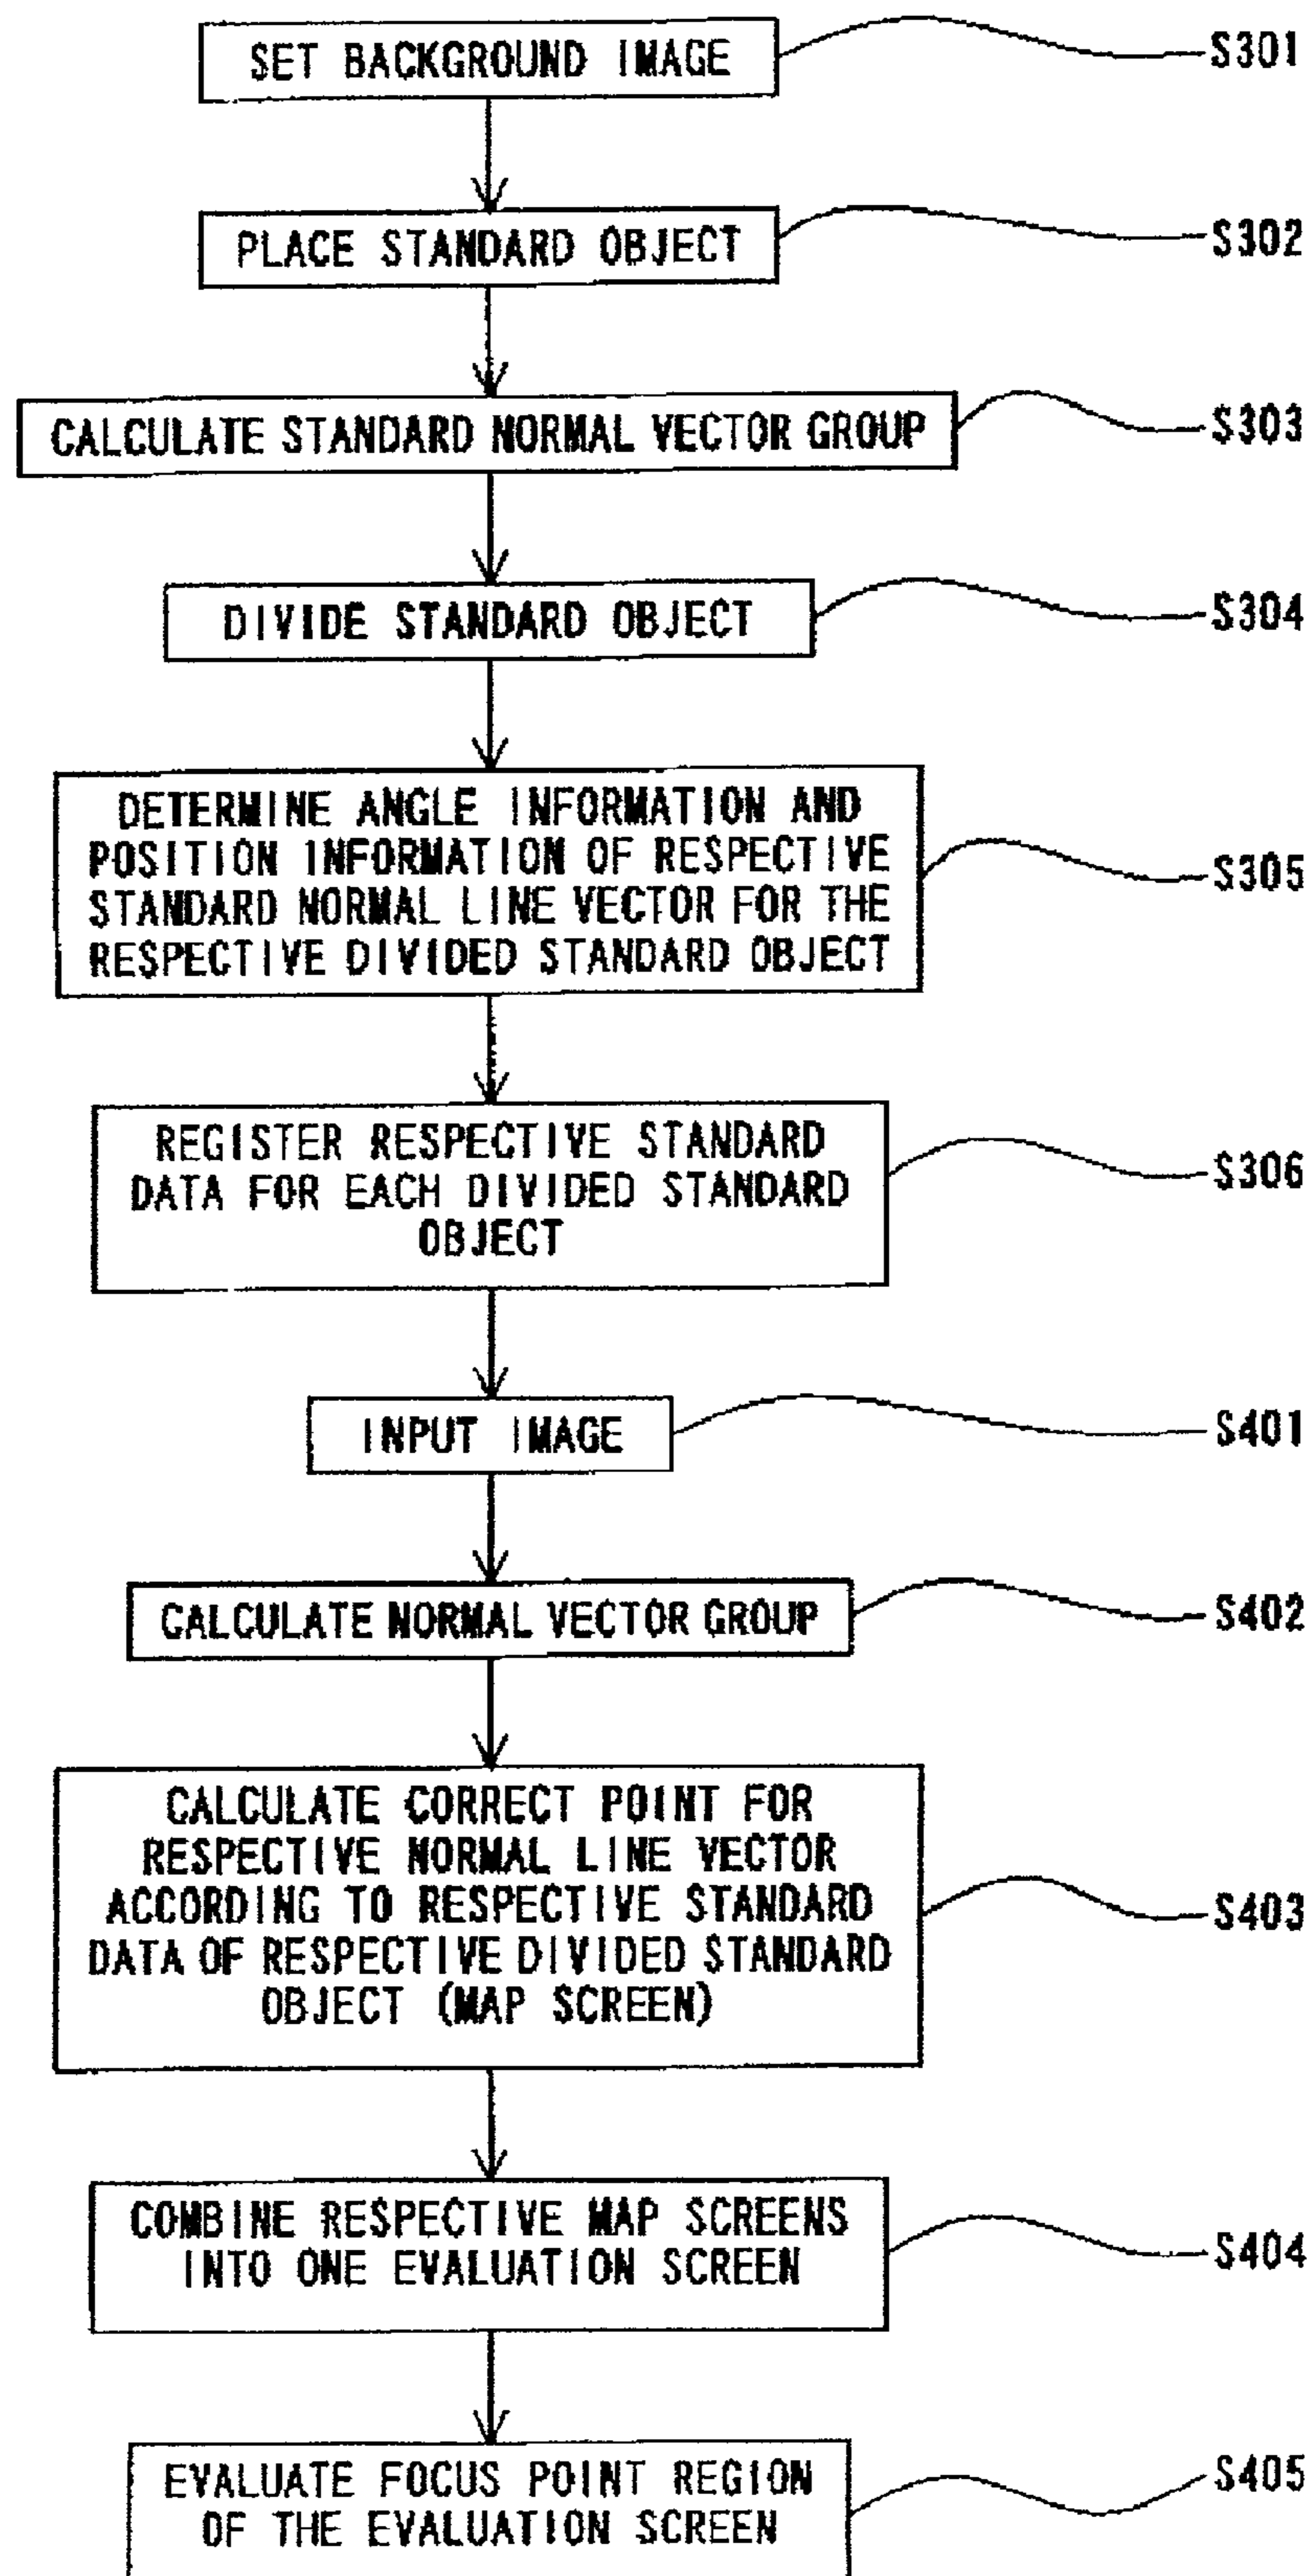 SET BACKGROUND IMAGE
S301
PLACE STANDARD OBJECT
S302
CALCULATE STANDARD NORMAL VECTOR GROUP
S303
DIVIDE STANDARD OBJECT
S304
DETERMINE ANGLE INFORMATION AND
POSITION INFORMATION OF RESPECTIVE
STANDARD NORMAL LINE VECTOR FOR THE
RESPECTIVE DIVIDED STANDARD OBJECT
S305
REGISTER RESPECTIVE STANDARD
DATA FOR EACH DIVIDED STANDARD
OBJECT
S306
INPUT IMAGE
S401
CALCULATE NORMAL VECTOR GROUP
S402
CALCULATE CORRECT POINT FOR
RESPECTIVE NORMAL LINE VECTOR
ACCORDING TO RESPECTIVE STANDARD
DATA OF RESPECTIVE DIVIDED STANDARD
OBJECT (MAP SCREEN)
S403
COMBINE RESPECTIVE MAP SCREENS
INTO ONE EVALUATION SCREEN
S404
EVALUATE FOCUS POINT REGION
OF THE EVALUATION SCREEN
S405